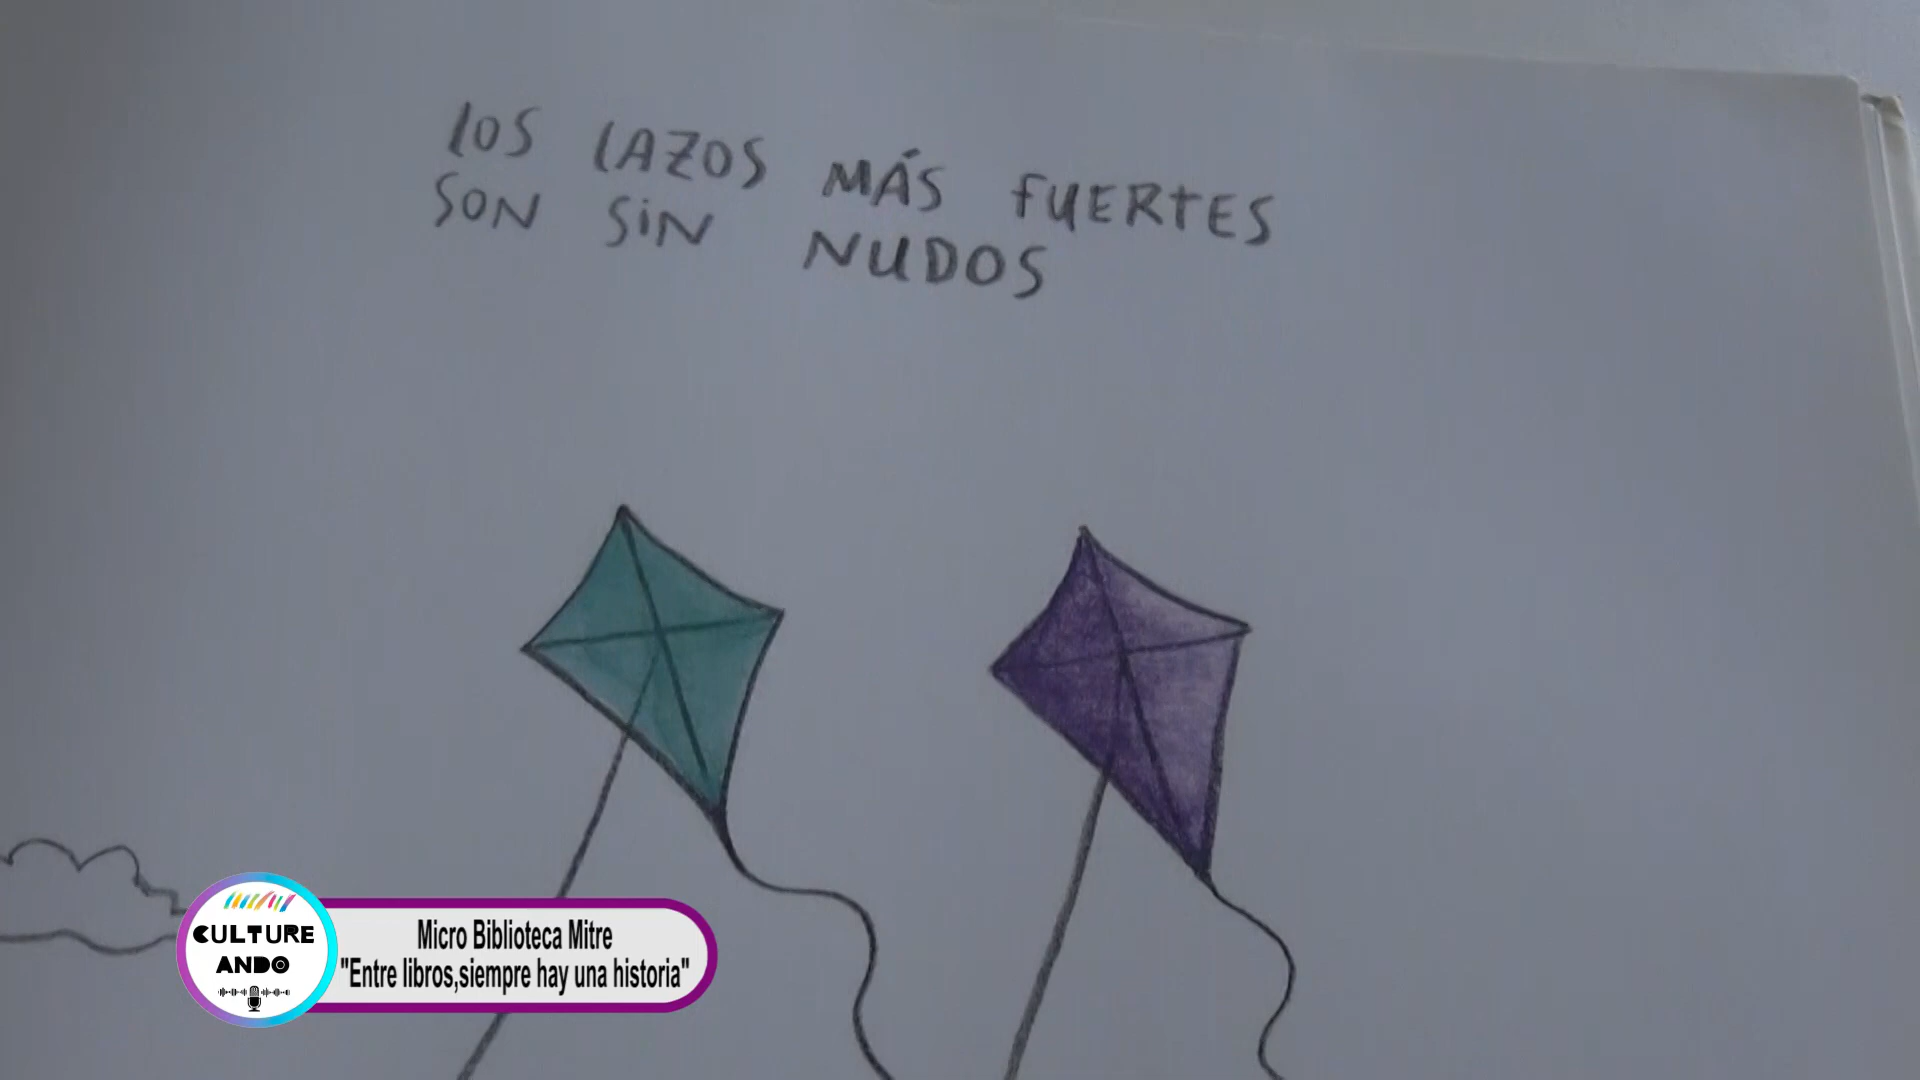 LOS LAZOS MÁS FUERTES
SON SIN NUDOS
CULTURE
ANDO
Micro Biblioteca Mitre
"Entre libros,siempre hay una historia"